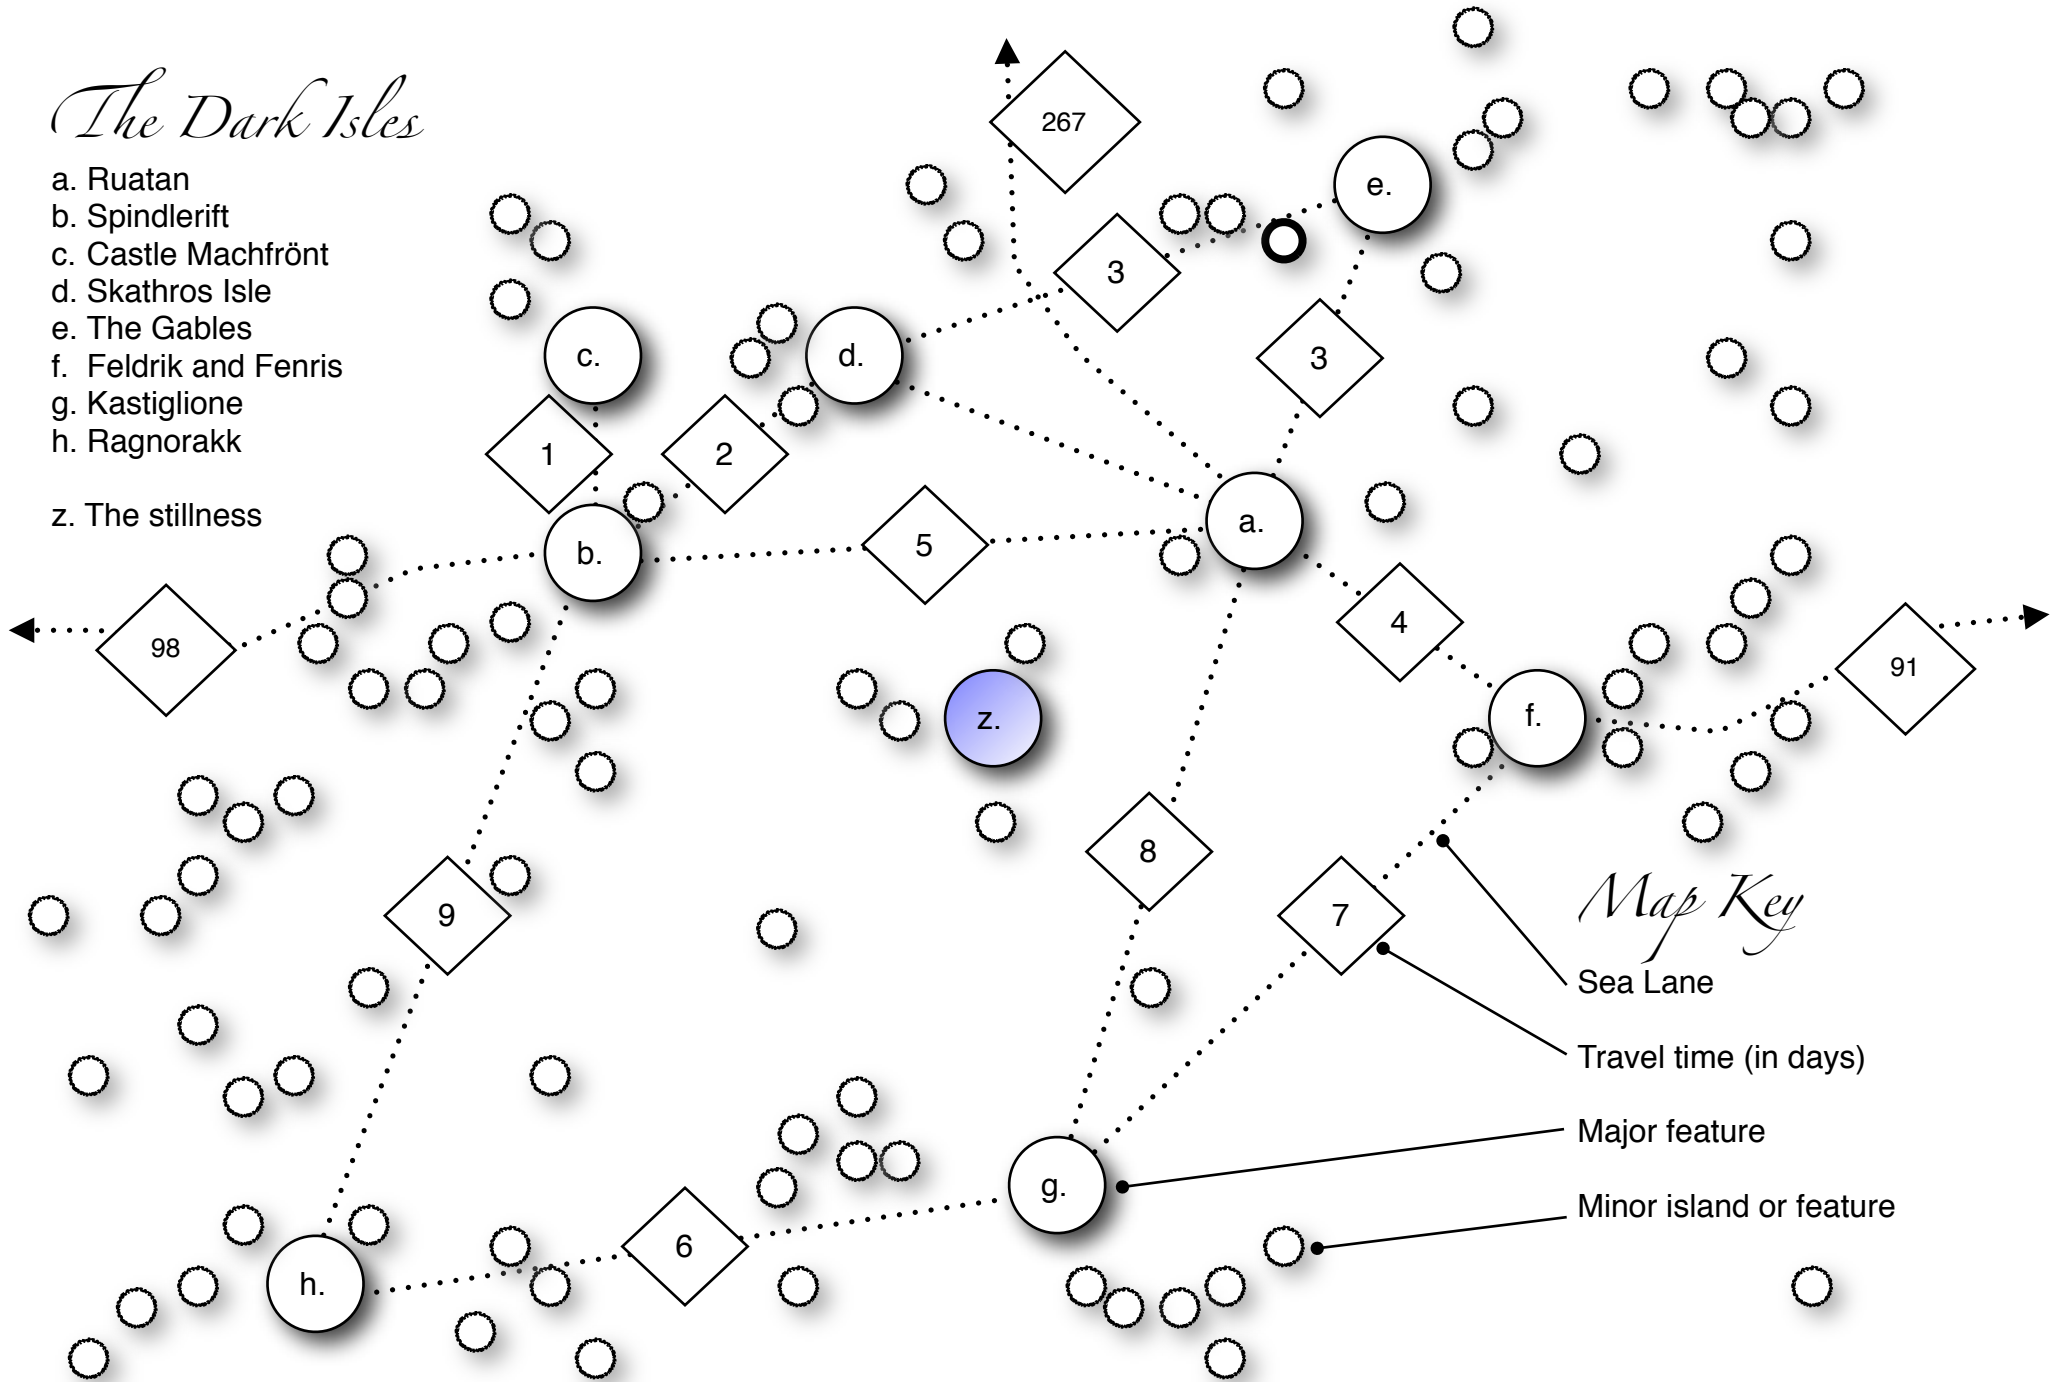 The Dark Isles
a. Ruatan
b. Spindlerift
c. Castle Machfrönt
d. Skathros Isle
e. The Gables
f. Feldrik and Fenris
g. Kastiglione
h. Ragnorakk
z. The stillness
267
e.
3
c.
d.
3
1
2
a.
b.
5
98
4
91
z.
f.
8
9
7
Map Key
Sea Lane
Travel time (in days)
Major feature
g.
Minor island or feature
6
h.